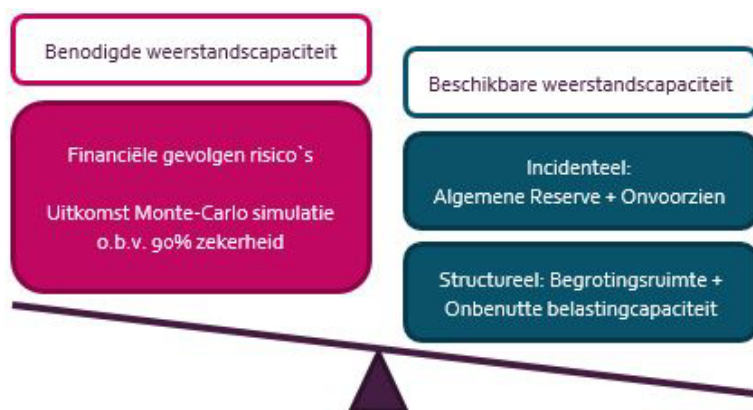 Benodigde weerstandscapaciteit
Financiële gevolgen risico`s
Uitkomst Monte-Carlo simulatie
o.b.v. 90% zekerheid
Beschikbare weerstandscapaciteit
Incidenteel:
Algemene Reserve + Onvoorzien
Structureel: Begrotingsruimte +
Onbenutte belastingcapaciteit